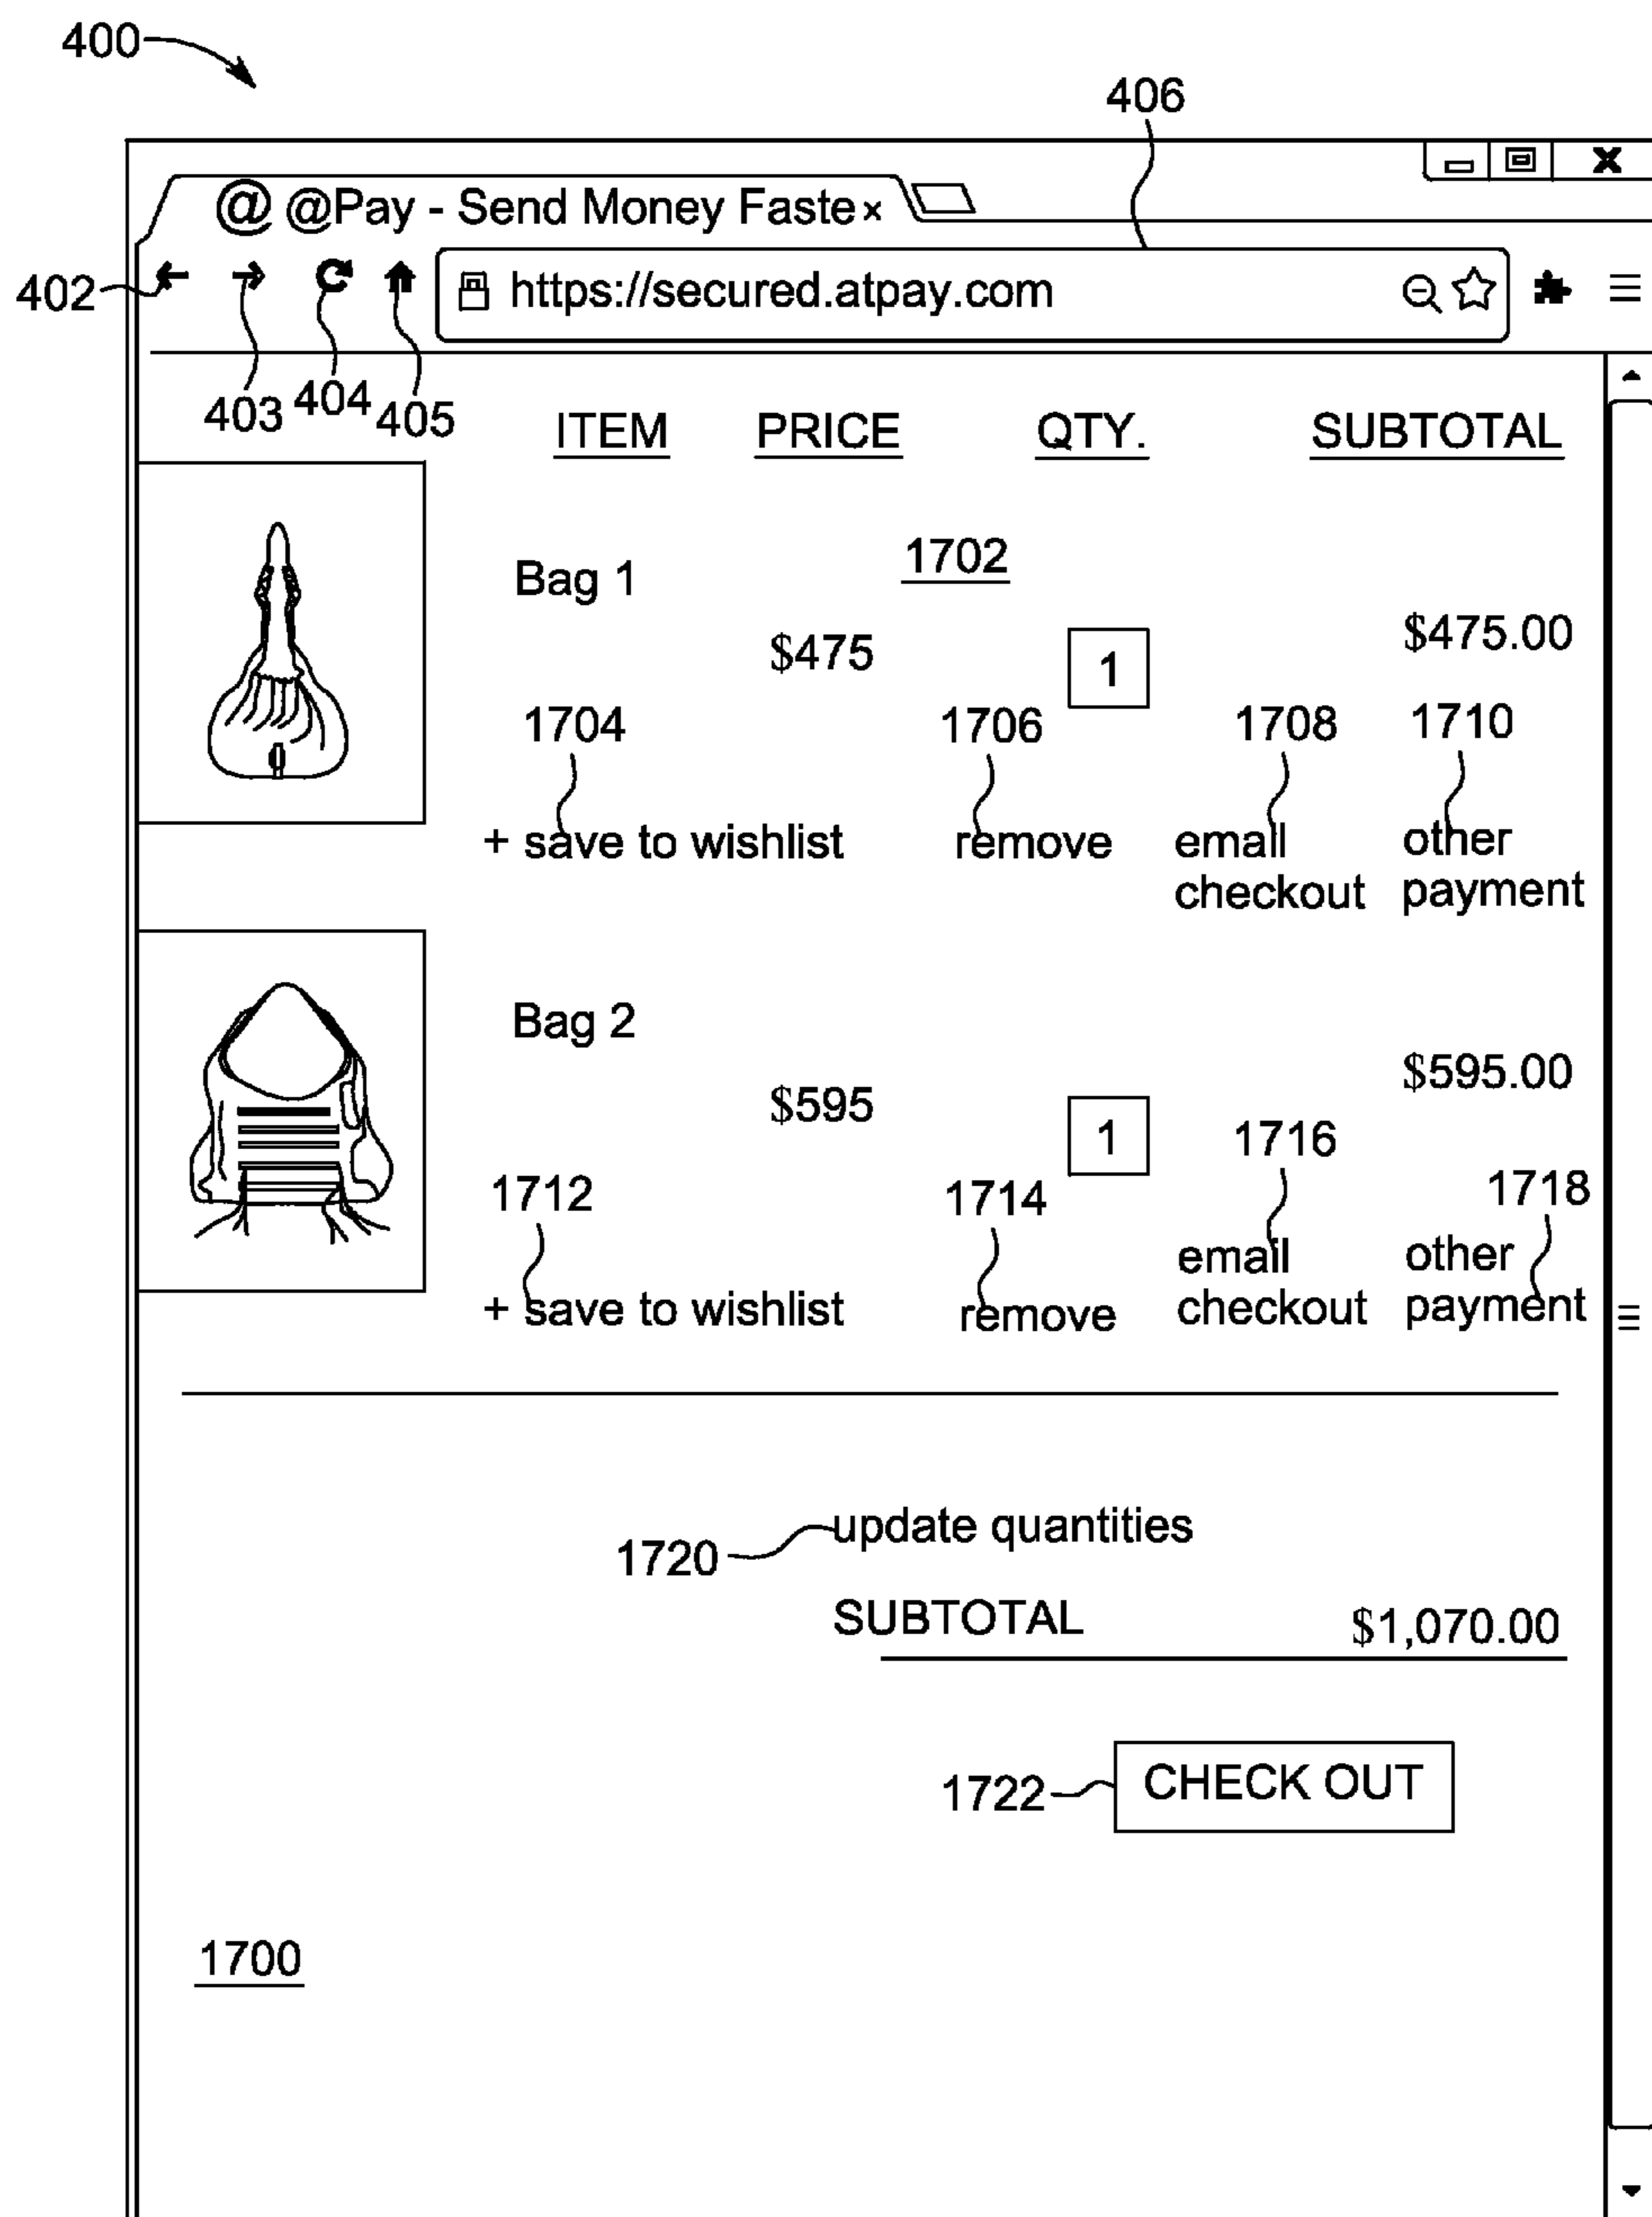 400
406
@ @Pay - Send Money Faste×
402
https://secured.atpay.com
403 404 405
ITEM PRICE QTY. SUBTOTAL
1702
Bag 1
$475 1 $475.00
1704 1706 1708 1710
+ save to wishlist remove email checkout other payment
Bag 2
$595 1 $595.00
1712 1714 1716 1718
+ save to wishlist remove email checkout other payment
1720 update quantities
SUBTOTAL $1,070.00
1722 CHECK OUT
1700